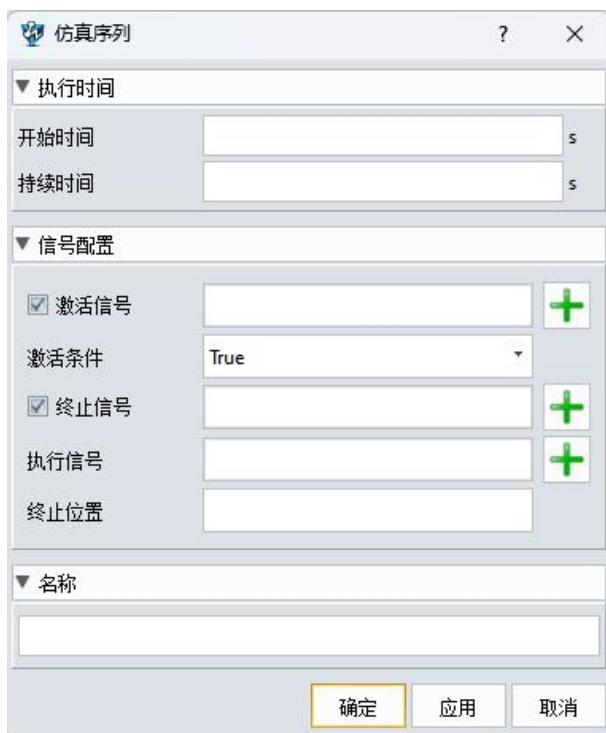 仿真序列
?
执行时间
开始时间 s
持续时间 s
信号配置
激活信号
激活条件 True
终止信号
执行信号
终止位置
名称
确定 应用 取消